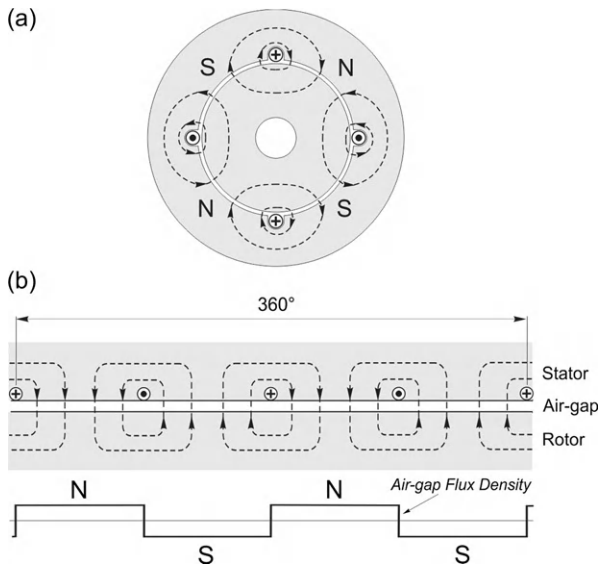 (a)
S
N
N
S
(b)
360°
Stator
Air-gap
Rotor
N
N
Air-gap Flux Density
S
S